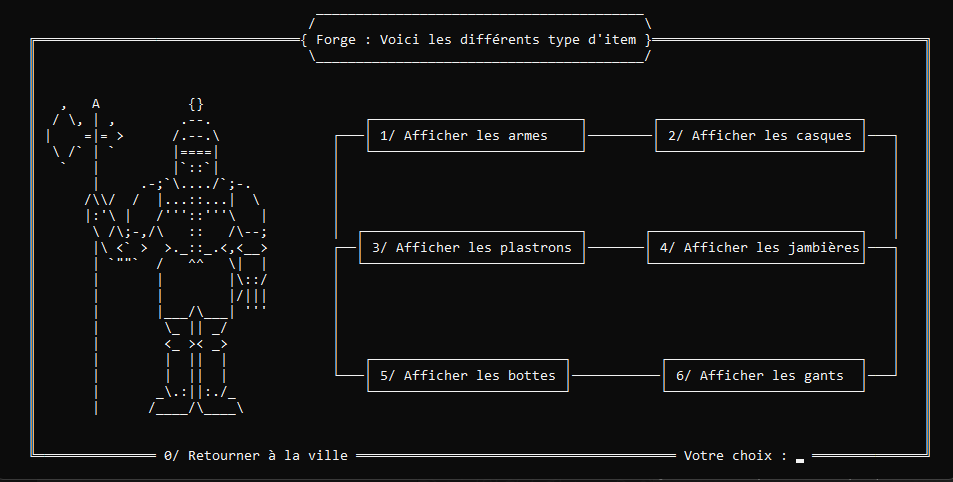 Forge : Voici les différents type d'item
1/ Afficher les armes
2/ Afficher les casques
3/ Afficher les plastrons
4/ Afficher les jambières
5/ Afficher les bottes
6/ Afficher les gants
0/ Retourner à la ville
Votre choix :